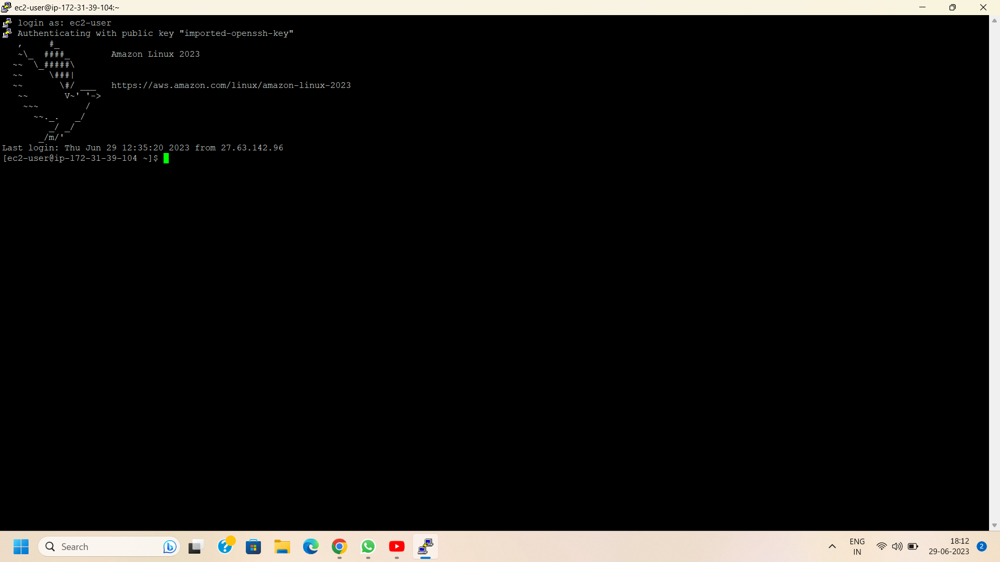 ec2-user@ip-172-31-39-104:~
login as: ec2-user
Authenticating with public key "imported-openssh-key"
   ,     #_
   ~\_  ####_        Amazon Linux 2023
  ~~  \_#####\
  ~~     \###|
  ~~       \#/ ___   https://aws.amazon.com/linux/amazon-linux-2023
   ~~       V~' '->
    ~~~         /
      ~~._.   _/
         _/ _/
       _/m/'
Last login: Thu Jun 29 12:35:20 2023 from 27.63.142.96
[ec2-user@ip-172-31-39-104 ~]$
Search
ENG
IN
18:12
29-06-2023
2